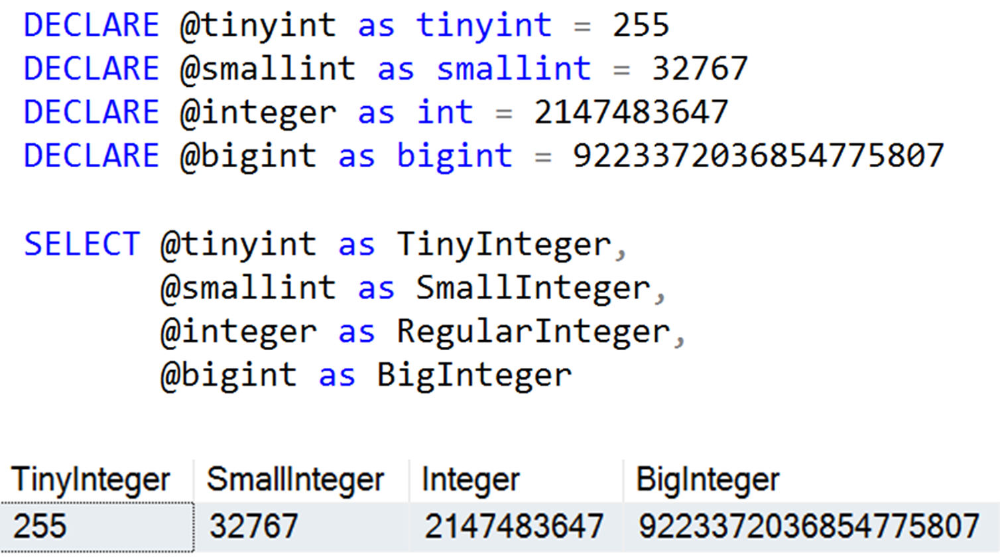 DECLARE @tinyint as tinyint = 255
DECLARE @smallint as smallint = 32767
DECLARE @integer as int = 2147483647
DECLARE @bigint as bigint = 9223372036854775807
SELECT @tinyint as TinyInteger,
@smallint as SmallInteger,
@integer as RegularInteger,
@bigint as BigInteger
TinyInteger SmallInteger Integer BigInteger
255 32767 2147483647 9223372036854775807